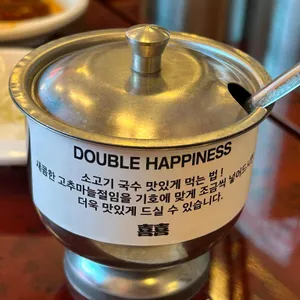 DOUBLE HAPPINESS
소고기 국수 맛있게 먹는 법 !
새콤한 고추마늘절임을 기호에 맞게 조금씩 넣어드시면
더욱 맛있게 드실 수 있습니다.
囍囍